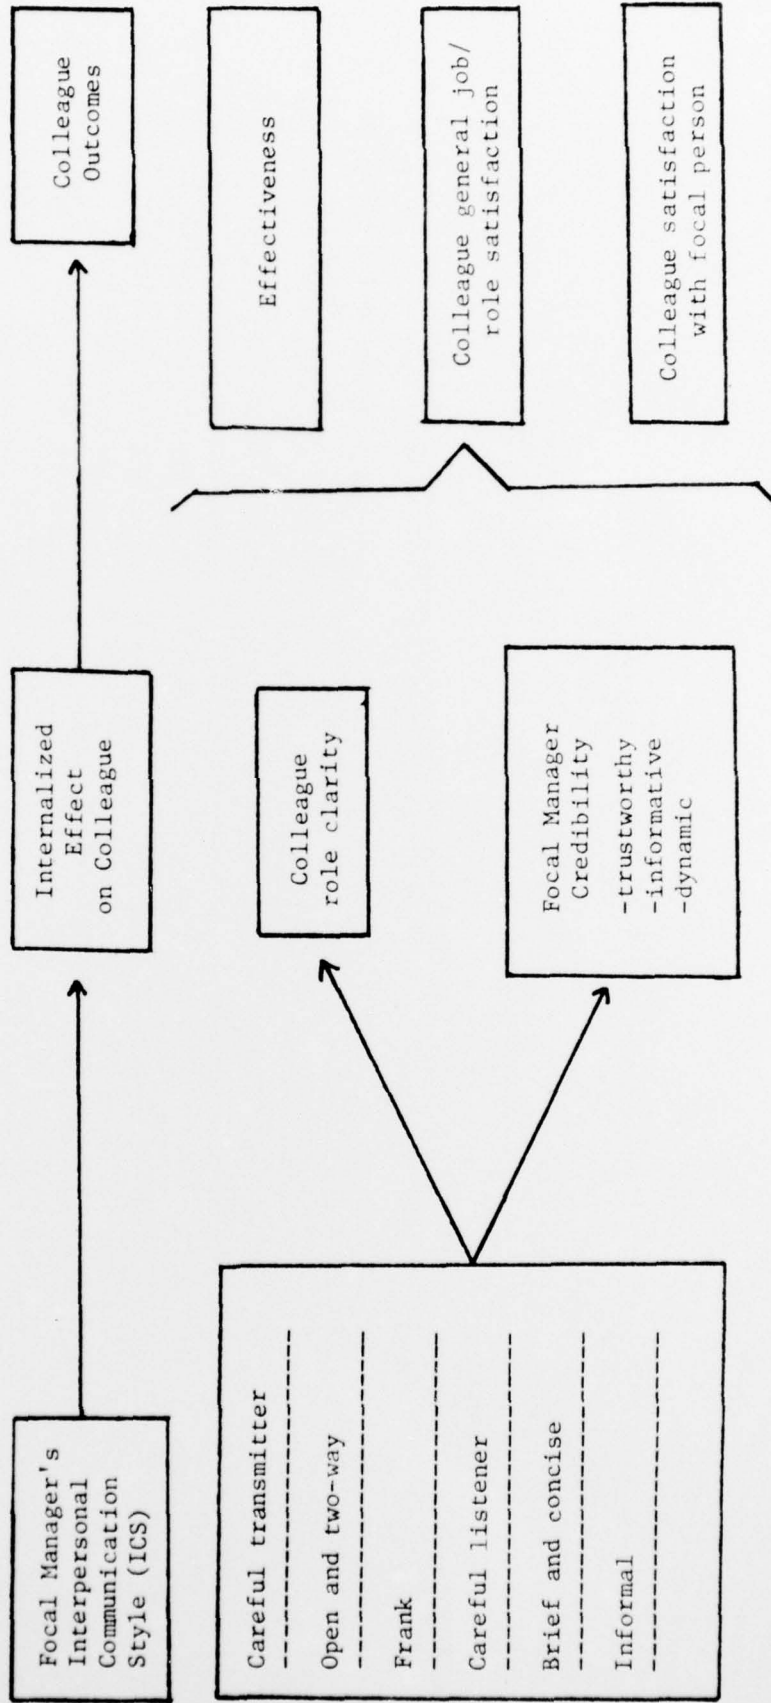 Focal Manager's
Interpersonal
Communication
Style (ICS)
Internalized
Effect
on Colleague
Colleague
Outcomes
Careful transmitter
Open and two-way
Frank
Careful listener
Brief and concise
Informal
Colleague
role clarity
Focal Manager
Credibility
-trustworthy
-informative
-dynamic
Effectiveness
Colleague general job/
role satisfaction
Colleague satisfaction
with focal person